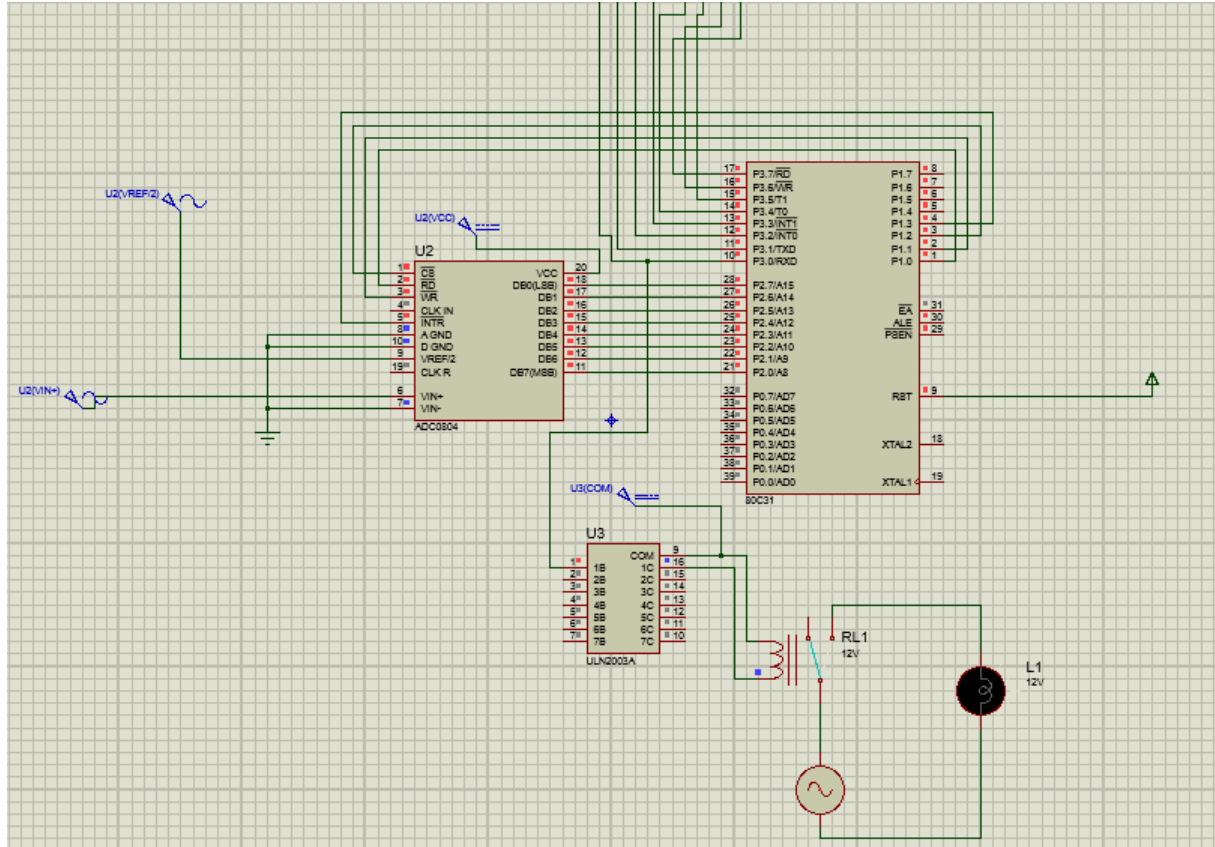 U2(VREF/2)
U2(VCC)
U2
1 CS
2 RD
3 WR
4 CLK IN
5 INTR
8 A GND
10 D GND
9 VREF/2
19 CLK R
6 VIN+
7 VIN-
VCC 20
DB0(LSB) 18
DB1 17
DB2 16
DB3 15
DB4 14
DB5 13
DB6 12
DB7(MSB) 11
ADC0804
U2(VIN+)
17 P3.7/RD
16 P3.6/WR
15 P3.5/T1
14 P3.4/T0
13 P3.3/INT1
12 P3.2/INT0
11 P3.1/TXD
10 P3.0/RXD
28 P2.7/A15
27 P2.6/A14
26 P2.5/A13
25 P2.4/A12
24 P2.3/A11
23 P2.2/A10
22 P2.1/A9
21 P2.0/A8
32 P0.7/AD7
33 P0.6/AD6
34 P0.5/AD5
35 P0.4/AD4
36 P0.3/AD3
37 P0.2/AD2
38 P0.1/AD1
39 P0.0/AD0
P1.7 8
P1.6 7
P1.5 6
P1.4 5
P1.3 4
P1.2 3
P1.1 2
P1.0 1
EA 31
ALE 30
PSEN 29
RST 9
XTAL2 18
XTAL1 19
80C31
U3(COM)
U3
1 1B
2 2B
3 3B
4 4B
5 5B
6 6B
7 7B
COM 9
1C 16
2C 15
3C 14
4C 13
5C 12
6C 11
7C 10
ULN2003A
RL1
12V
L1
12V